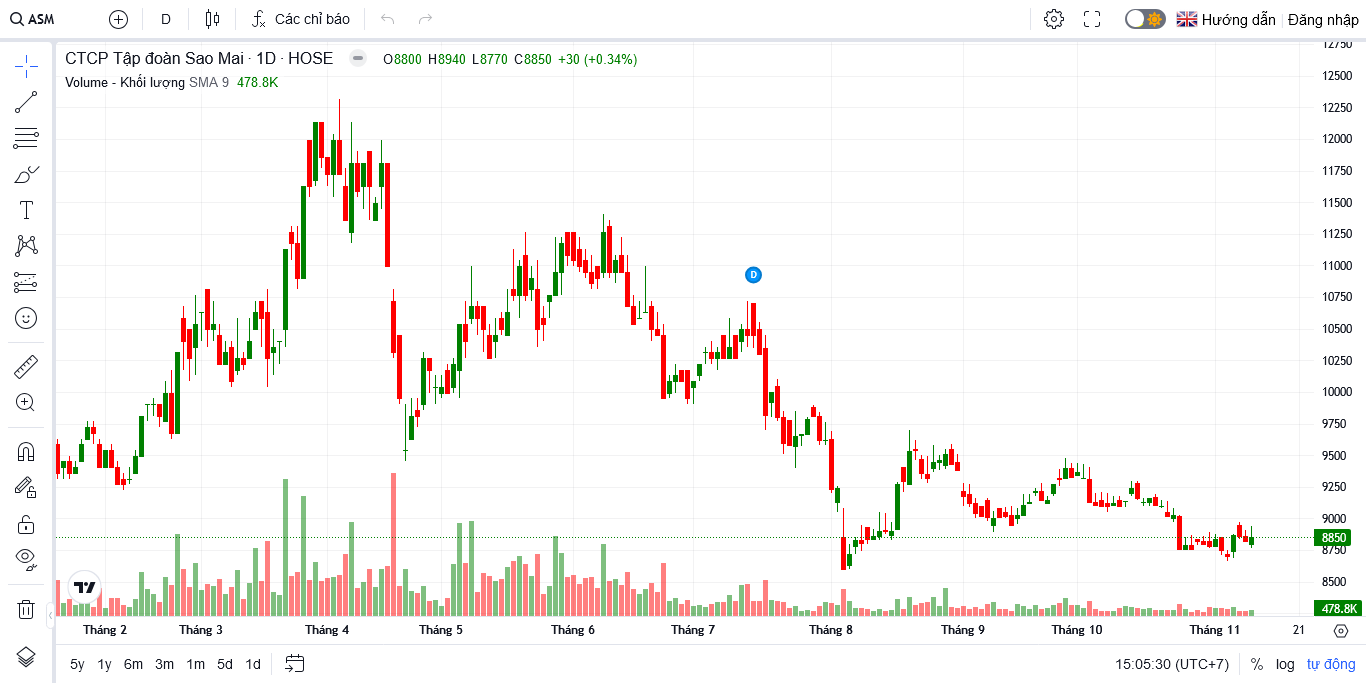 ASM D Các chỉ báo Hướng dẫn Đăng nhập
CTCP Tập đoàn Sao Mai · 1D · HOSE O8800 H8940 L8770 C8850 +30 (+0.34%)
Volume - Khối lượng SMA 9 478.8K
12750
12500
12250
12000
11750
11500
11250
11000
D
10750
10500
10250
10000
9750
9500
9250
9000
8850
8750
8500
478.8K
Tháng 2 Tháng 3 Tháng 4 Tháng 5 Tháng 6 Tháng 7 Tháng 8 Tháng 9 Tháng 10 Tháng 11 21
5y 1y 6m 3m 1m 5d 1d 15:05:30 (UTC+7) % log tự động